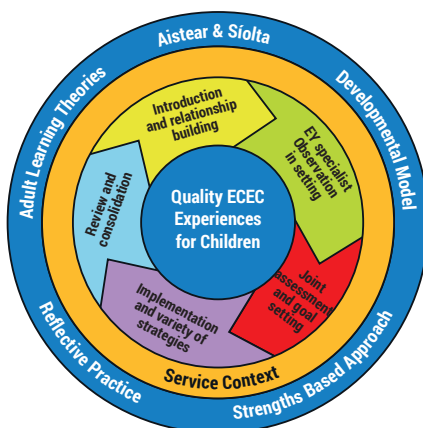 Aistear & Síolta
Developmental Model
Strengths Based Approach
Reflective Practice
Adult Learning Theories
Service Context
Introduction
and relationship
building
EY specialist
Observation
in setting
Joint
assessment
and goal
setting
Implementation
and variety of
strategies
Review and
consolidation
Quality ECEC
Experiences
for Children